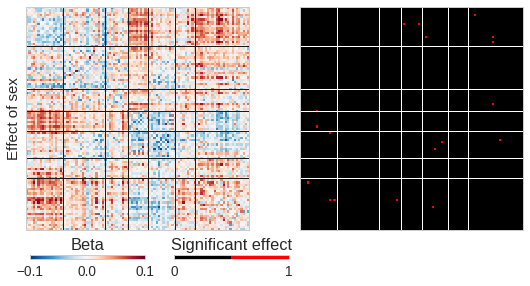 Effect of sex
Beta
−0.1 0.0 0.1
Significant effect
0 1